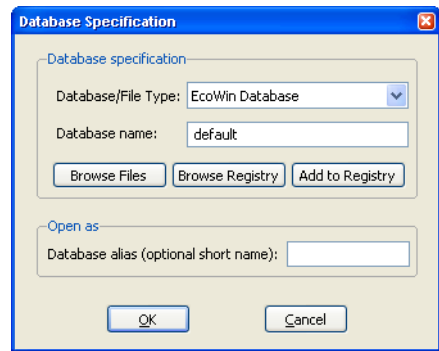 Database Specification
Database specification
Database/File Type: EcoWin Database
Database name: default
Browse Files Browse Registry Add to Registry
Open as
Database alias (optional short name):
OK Cancel